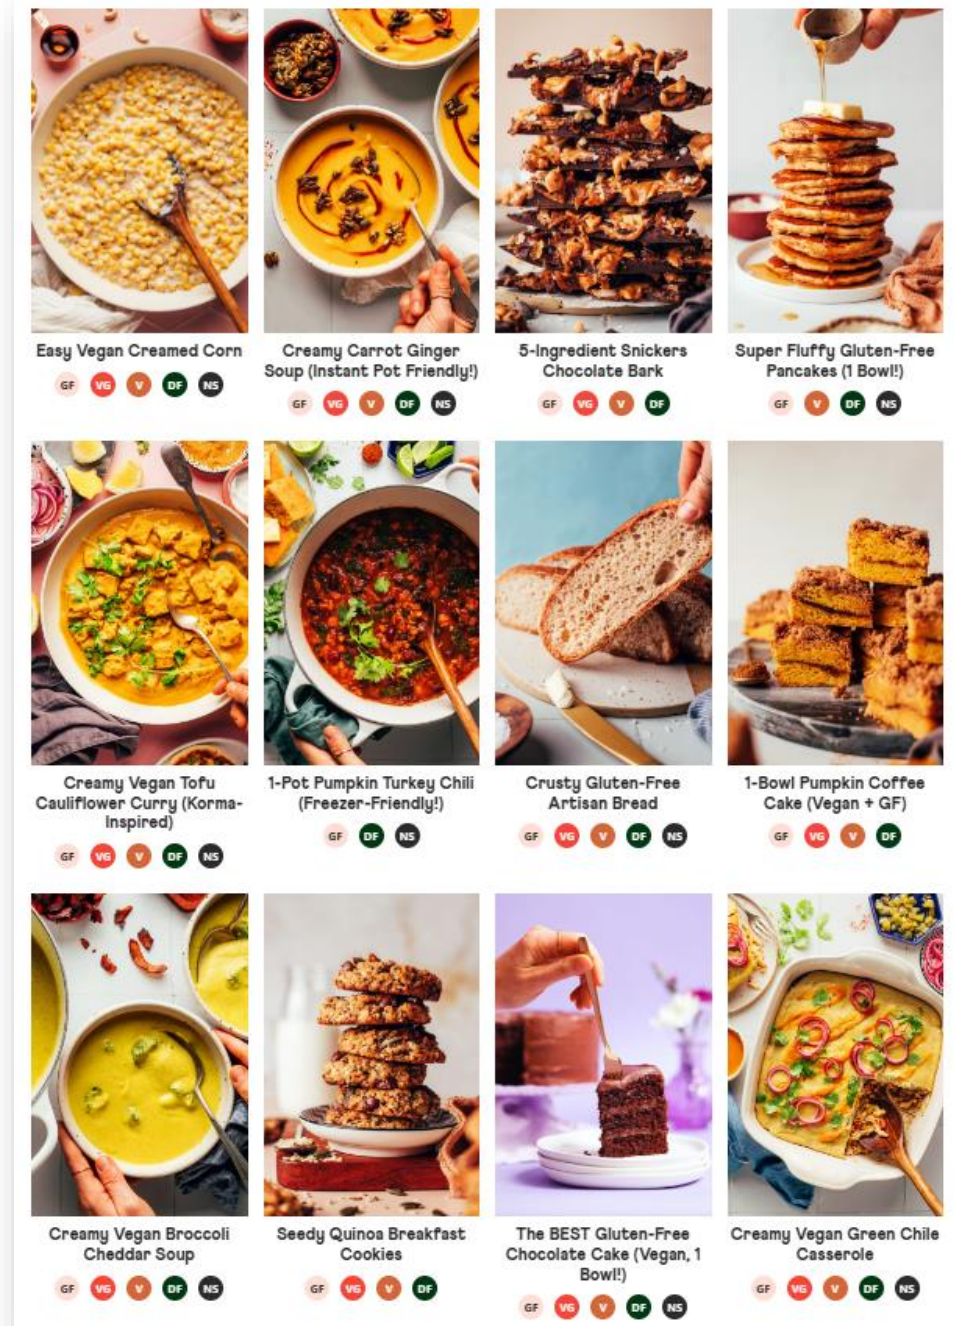 Easy Vegan Creamed Corn
GF VG V DF NS
Creamy Carrot Ginger
Soup (Instant Pot Friendly!)
GF VG V DF NS
5-Ingredient Snickers
Chocolate Bark
GF VG V DF
Super Fluffy Gluten-Free
Pancakes (1 Bowl!)
GF V DF NS
Creamy Vegan Tofu
Cauliflower Curry (Korma-
Inspired)
GF VG V DF NS
1-Pot Pumpkin Turkey Chili
(Freezer-Friendly!)
GF DF NS
Crusty Gluten-Free
Artisan Bread
GF VG V DF NS
1-Bowl Pumpkin Coffee
Cake (Vegan + GF)
GF VG V DF
Creamy Vegan Broccoli
Cheddar Soup
GF VG V DF NS
Seedy Quinoa Breakfast
Cookies
GF VG V DF
The BEST Gluten-Free
Chocolate Cake (Vegan, 1
Bowl!)
GF VG V DF NS
Creamy Vegan Green Chile
Casserole
GF VG V DF NS